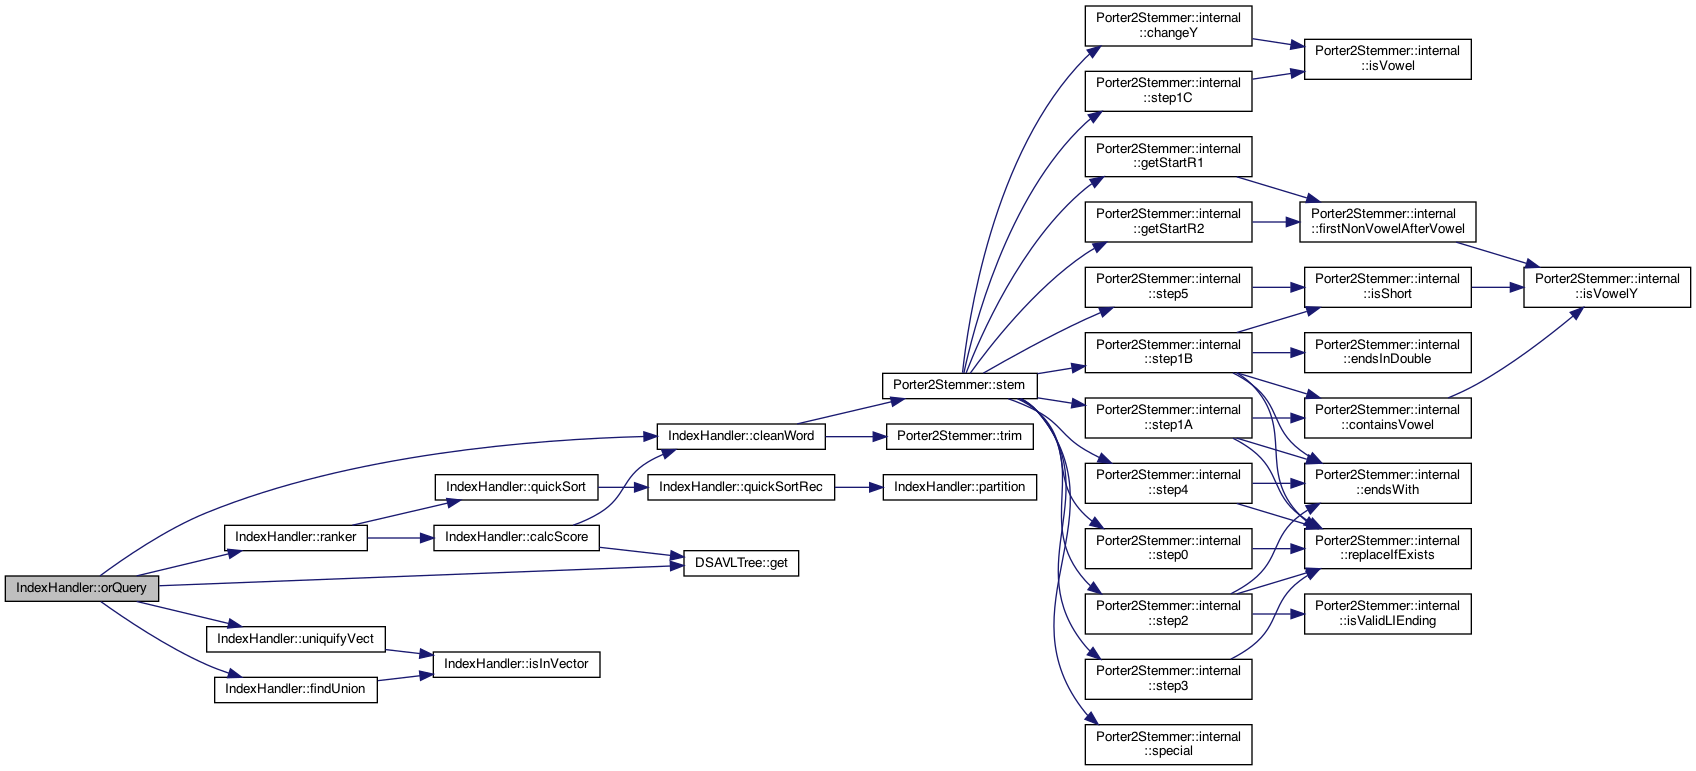 IndexHandler::orQuery
IndexHandler::ranker
IndexHandler::uniquifyVect
IndexHandler::findUnion
IndexHandler::quickSort
IndexHandler::calcScore
IndexHandler::isInVector
IndexHandler::cleanWord
IndexHandler::quickSortRec
DSAVLTree::get
Porter2Stemmer::stem
Porter2Stemmer::trim
IndexHandler::partition
Porter2Stemmer::internal
::changeY
Porter2Stemmer::internal
::step1C
Porter2Stemmer::internal
::getStartR1
Porter2Stemmer::internal
::getStartR2
Porter2Stemmer::internal
::step5
Porter2Stemmer::internal
::step1B
Porter2Stemmer::internal
::step1A
Porter2Stemmer::internal
::step4
Porter2Stemmer::internal
::step0
Porter2Stemmer::internal
::step2
Porter2Stemmer::internal
::step3
Porter2Stemmer::internal
::special
Porter2Stemmer::internal
::isVowel
Porter2Stemmer::internal
::firstNonVowelAfterVowel
Porter2Stemmer::internal
::isShort
Porter2Stemmer::internal
::endsInDouble
Porter2Stemmer::internal
::containsVowel
Porter2Stemmer::internal
::endsWith
Porter2Stemmer::internal
::replaceIfExists
Porter2Stemmer::internal
::isValidLIEnding
Porter2Stemmer::internal
::isVowelY